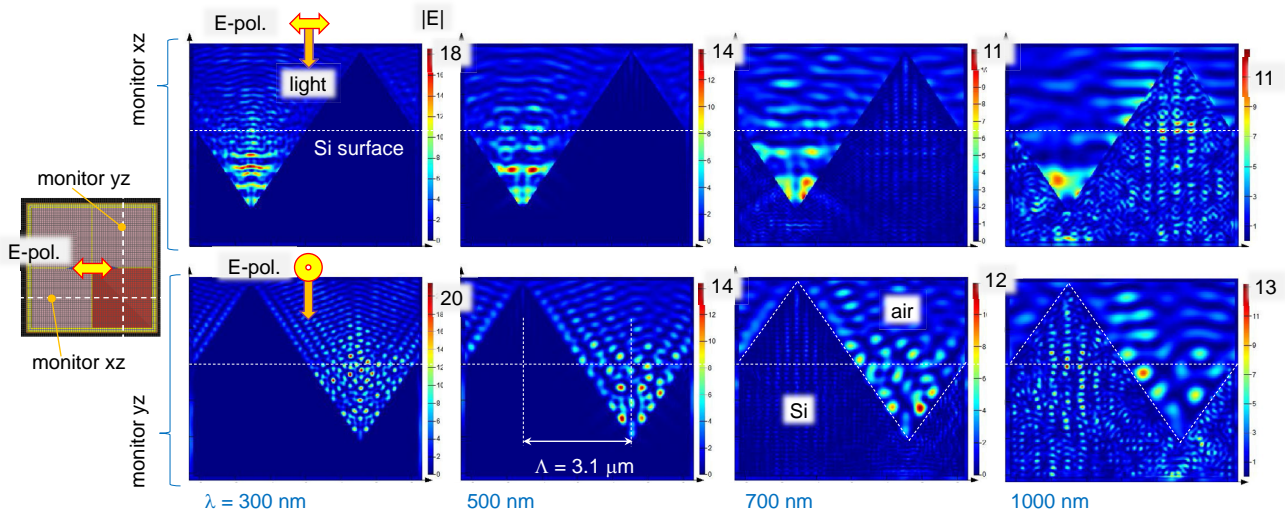 E-pol.
|E|
monitor xz
light
18
14
11
11
Si surface
monitor yz
E-pol.
monitor xz
E-pol.
monitor yz
20
14
12
13
air
Si
Λ = 3.1 μm
λ = 300 nm
500 nm
700 nm
1000 nm